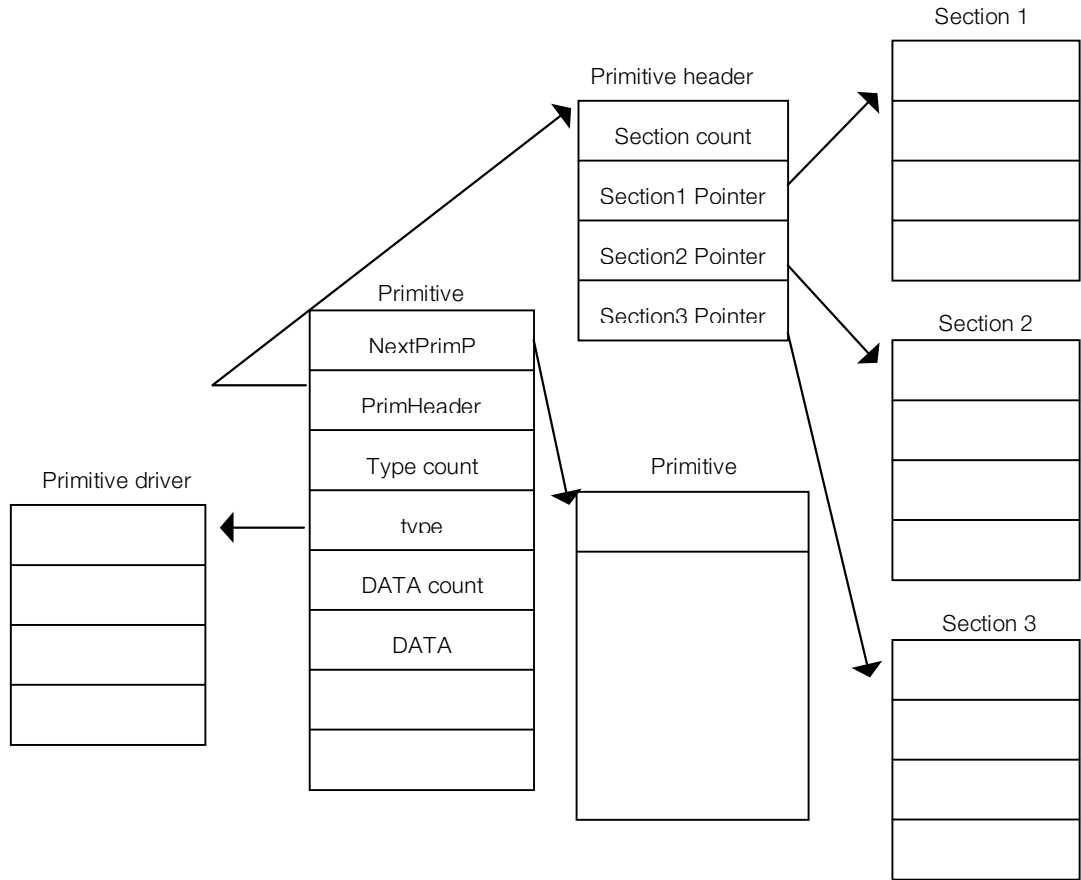 Section 1
Primitive header
Section count
Section1 Pointer
Section2 Pointer
Section3 Pointer
Primitive
NextPrimP
PrimHeader
Type count
type
DATA count
DATA
Primitive driver
Primitive
Section 2
Section 3